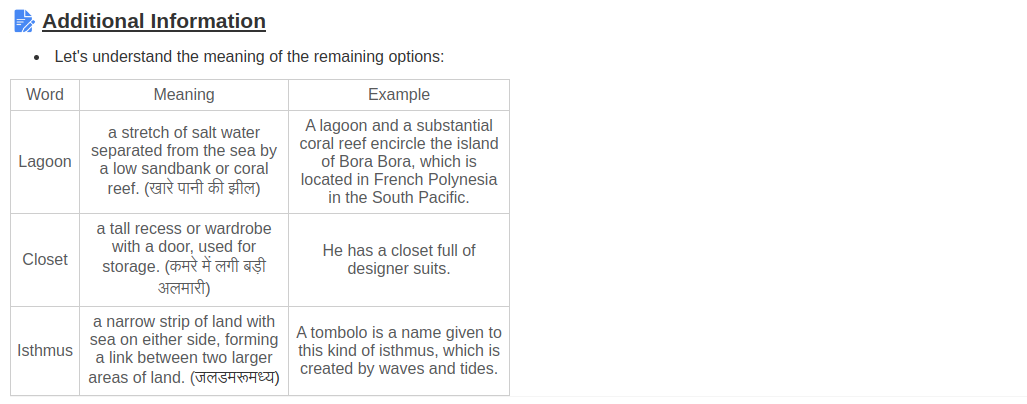 Additional Information
Let's understand the meaning of the remaining options:
Word Meaning Example
Lagoon
a stretch of salt water
separated from the sea by
a low sandbank or coral
reef. (खारे पानी की झील)
A lagoon and a substantial
coral reef encircle the island
of Bora Bora, which is
located in French Polynesia
in the South Pacific.
Closet
a tall recess or wardrobe
with a door, used for
storage. (कमरे में लगी बड़ी
अलमारी)
He has a closet full of
designer suits.
Isthmus
a narrow strip of land with
sea on either side, forming
a link between two larger
areas of land. (जलडमरूमध्य)
A tombolo is a name given to
this kind of isthmus, which is
created by waves and tides.